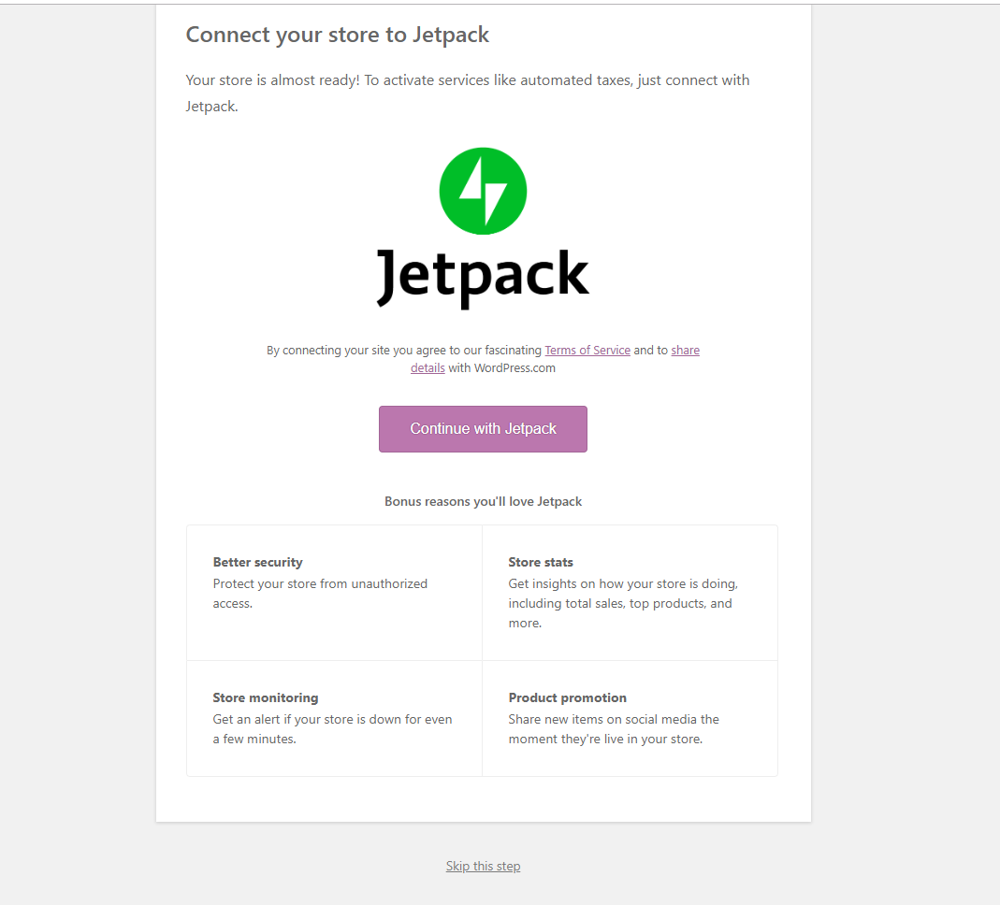 Connect your store to Jetpack
Your store is almost ready! To activate services like automated taxes, just connect with
Jetpack.
Jetpack
By connecting your site you agree to our fascinating Terms of Service and to share
details with WordPress.com
Continue with Jetpack
Bonus reasons you'll love Jetpack
Better security
Protect your store from unauthorized
access.
Store stats
Get insights on how your store is doing,
including total sales, top products, and
more.
Store monitoring
Get an alert if your store is down for even
a few minutes.
Product promotion
Share new items on social media the
moment they're live in your store.
Skip this step